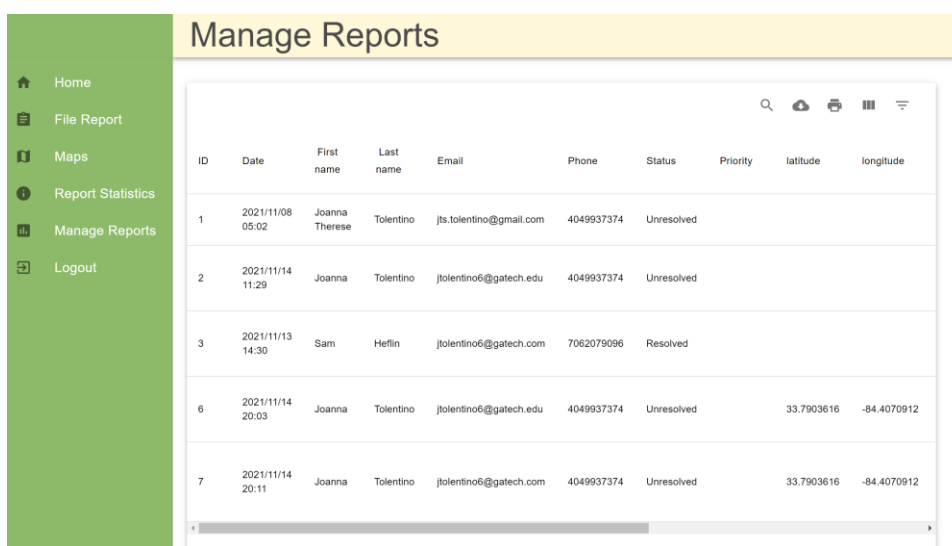 Manage Reports
Home
File Report
Maps
Report Statistics
Manage Reports
Logout
ID Date First name Last name Email Phone Status Priority latitude longitude
1 2021/11/08 05:02 Joanna Therese Tolentino jts.tolentino@gmail.com 4049937374 Unresolved
2 2021/11/14 11:29 Joanna Tolentino jtolentino6@gatech.edu 4049937374 Unresolved
3 2021/11/13 14:30 Sam Heflin jtolentino6@gatech.com 7062079096 Resolved
6 2021/11/14 20:03 Joanna Tolentino jtolentino6@gatech.edu 4049937374 Unresolved 33.7903616 -84.4070912
7 2021/11/14 20:11 Joanna Tolentino jtolentino6@gatech.com 4049937374 Unresolved 33.7903616 -84.4070912